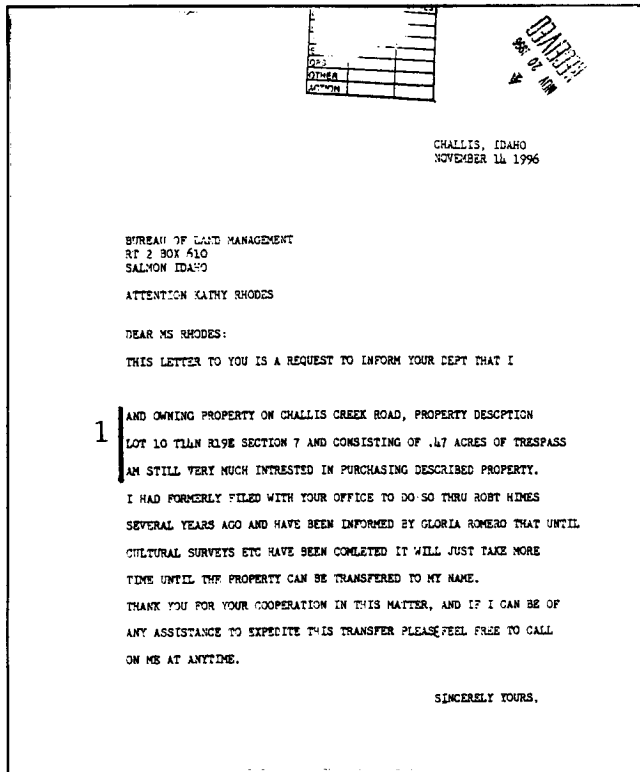 OPS
OTHER
ACTION
RECEIVED
NOV 20 1996
CHALLIS, IDAHO
NOVEMBER 14 1996
BUREAU OF LAND MANAGEMENT
RT 2 BOX 610
SALMON IDAHO
ATTENTION KATHY RHODES
DEAR MS RHODES:
THIS LETTER TO YOU IS A REQUEST TO INFORM YOUR DEPT THAT I
1
AND OWNING PROPERTY ON CHALLIS CREEK ROAD, PROPERTY DESCPTION
LOT 10 T14N R19E SECTION 7 AND CONSISTING OF .47 ACRES OF TRESPASS
AM STILL VERY MUCH INTRESTED IN PURCHASING DESCRIBED PROPERTY.
I HAD FORMERLY FILED WITH YOUR OFFICE TO DO SO THRU ROBT HIMES
SEVERAL YEARS AGO AND HAVE BEEN INFORMED BY GLORIA ROMERO THAT UNTIL
CULTURAL SURVEYS ETC HAVE BEEN COMLETED IT WILL JUST TAKE MORE
TIME UNTIL THE PROPERTY CAN BE TRANSFERED TO MY NAME.
THANK YOU FOR YOUR COOPERATION IN THIS MATTER, AND IF I CAN BE OF
ANY ASSISTANCE TO EXPEDITE THIS TRANSFER PLEASE FEEL FREE TO CALL
ON ME AT ANYTIME.
SINCERELY YOURS,